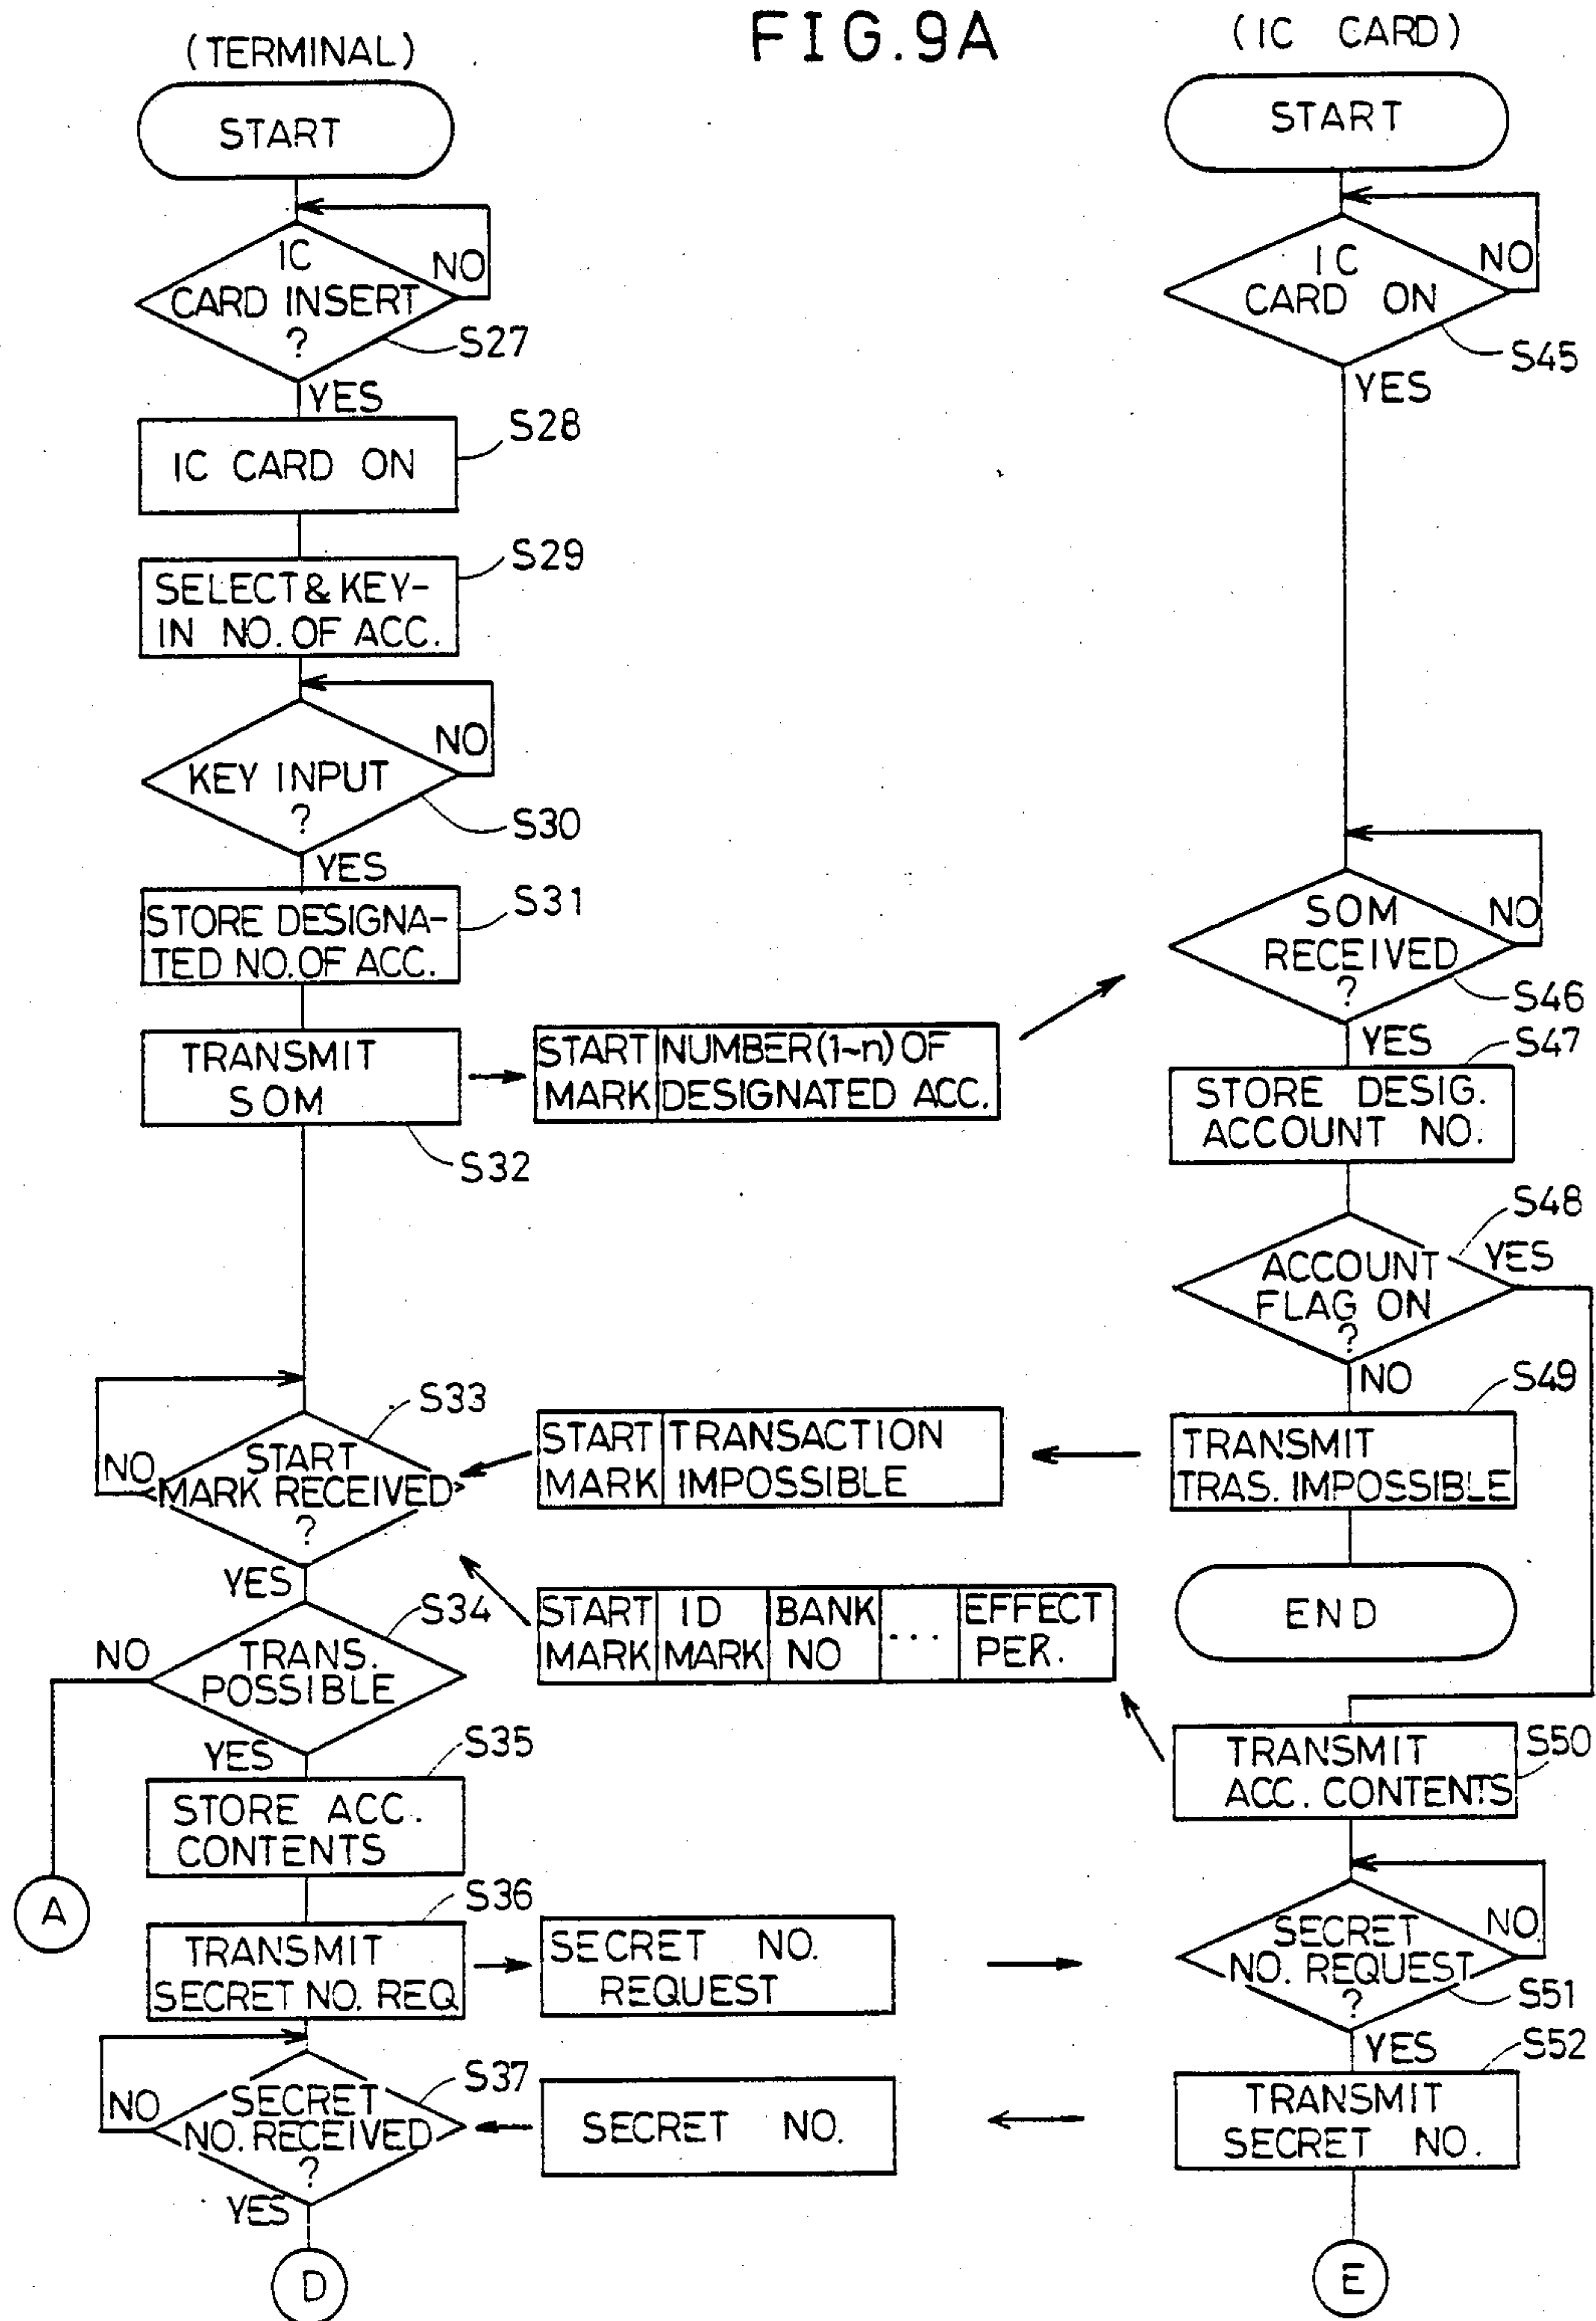 FIG.9A
(TERMINAL)
START
IC
CARD INSERT
?
NO
S27
YES
IC CARD ON
S28
SELECT & KEY-
IN NO. OF ACC.
S29
KEY INPUT
?
NO
S30
YES
STORE DESIGNA-
TED NO. OF ACC.
S31
TRANSMIT
SOM
S32
START
MARK
NUMBER(1~n) OF
DESIGNATED ACC.
START
MARK RECEIVED
?
NO
S33
YES
START
MARK
TRANSACTION
IMPOSSIBLE
TRANS.
POSSIBLE
NO
S34
YES
START
MARK
ID
MARK
BANK
NO
...
EFFECT
PER.
STORE ACC.
CONTENTS
S35
A
TRANSMIT
SECRET NO. REQ
S36
SECRET NO.
REQUEST
SECRET
NO. RECEIVED
?
NO
S37
YES
SECRET NO.
D
(IC CARD)
START
IC
CARD ON
NO
S45
YES
SOM
RECEIVED
?
NO
S46
YES
STORE DESIG.
ACCOUNT NO.
S47
ACCOUNT
FLAG ON
?
S48
YES
NO
TRANSMIT
TRAS. IMPOSSIBLE
S49
END
TRANSMIT
ACC. CONTENTS
S50
SECRET
NO. REQUEST
?
NO
S51
YES
TRANSMIT
SECRET NO.
S52
E